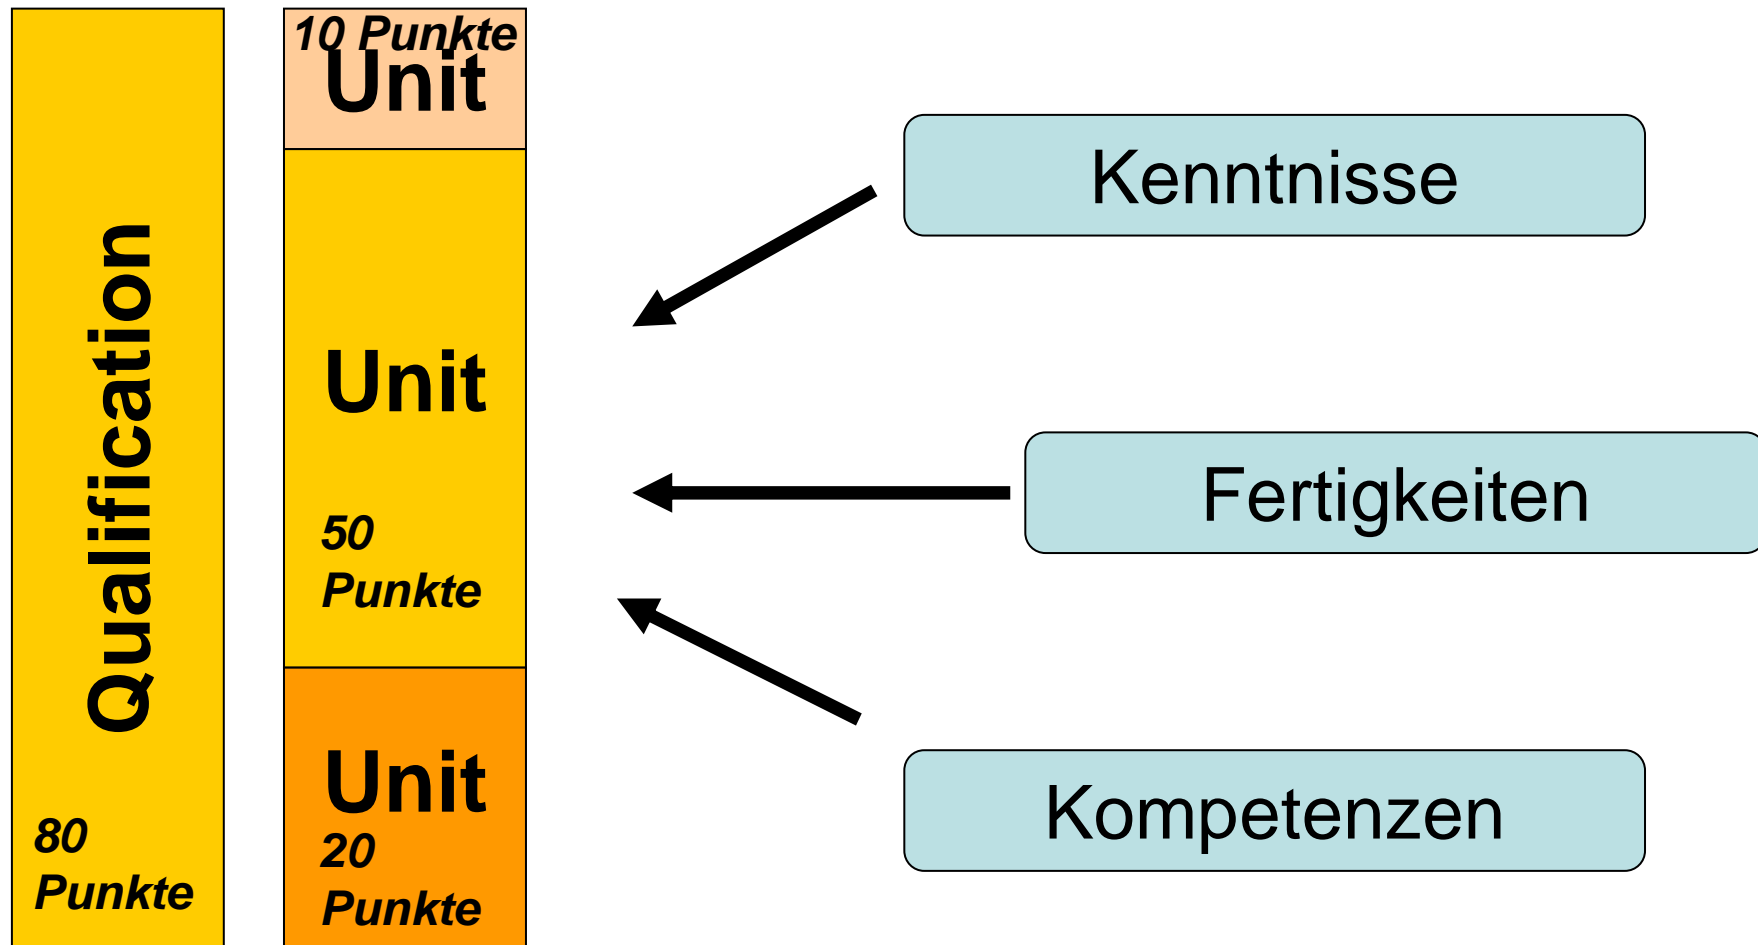 Qualification
80
Punkte
10 Punkte
Unit
Unit
50
Punkte
Unit
20
Punkte
Kenntnisse
Fertigkeiten
Kompetenzen